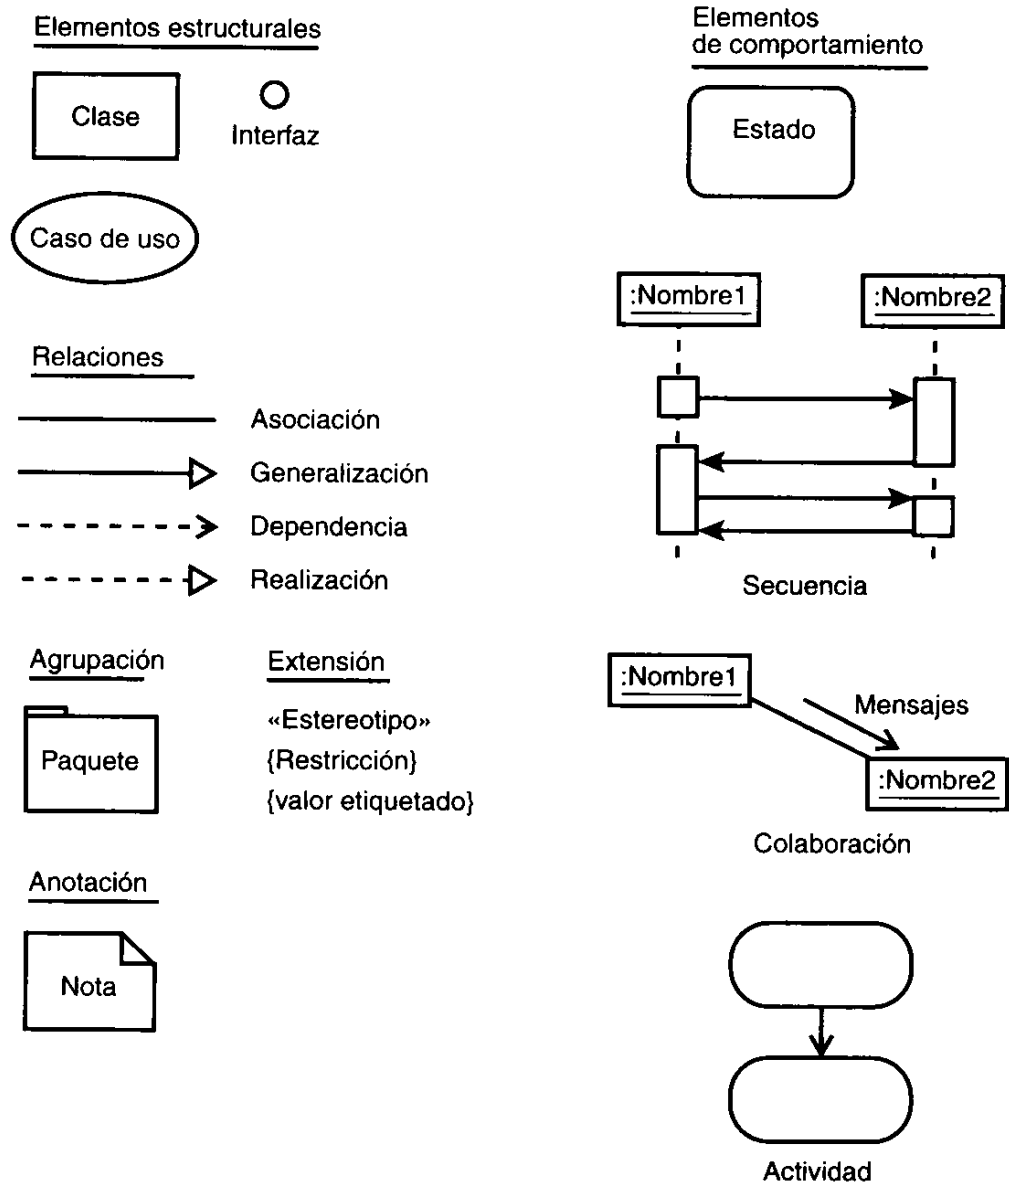 Elementos estructurales
Clase
Interfaz
Caso de uso
Relaciones
Asociación
Generalización
Dependencia
Realización
Agrupación
Paquete
Extensión
«Estereotipo»
{Restricción}
{valor etiquetado}
Anotación
Nota
Elementos
de comportamiento
Estado
:Nombre1
:Nombre2
Secuencia
:Nombre1
Mensajes
:Nombre2
Colaboración
Actividad